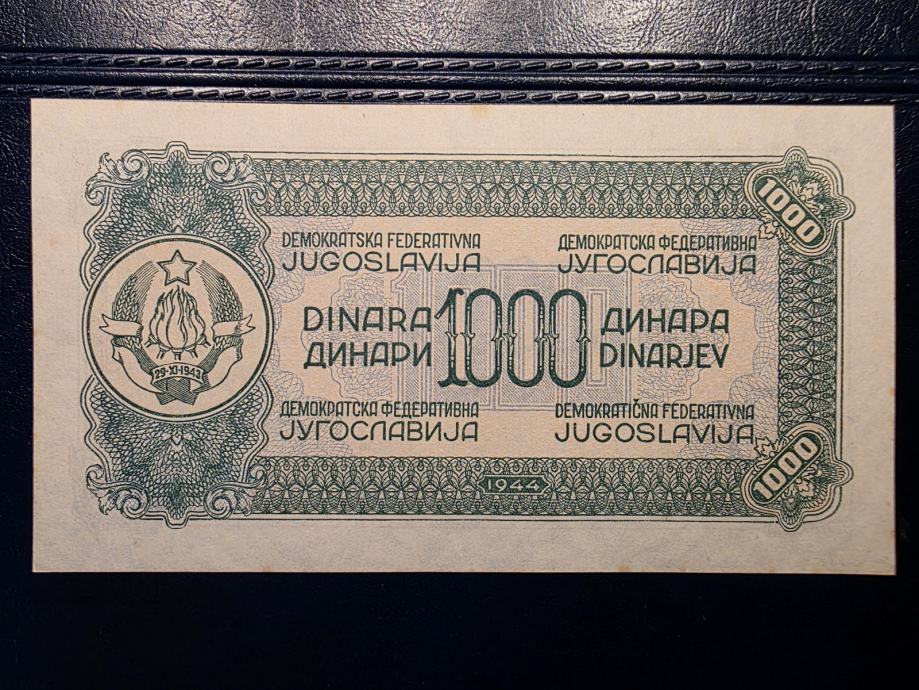 1000
DEMOKRATSKA FEDERATIVNA
JUGOSLAVIJA
ДЕМОКРАТСКА ФЕДЕРАТИВНА
ЈУГОСЛАВИЈА
DINARA 1000 ДИНАРА
ДИНАРИ DINARJEV
29·XI·1943
ДЕМОКРАТСКА ФЕДЕРАТИВНА
ЈУГОСЛАВИЈА
DEMOKRATIČNA FEDERATIVNA
JUGOSLAVIJA
1000
1944